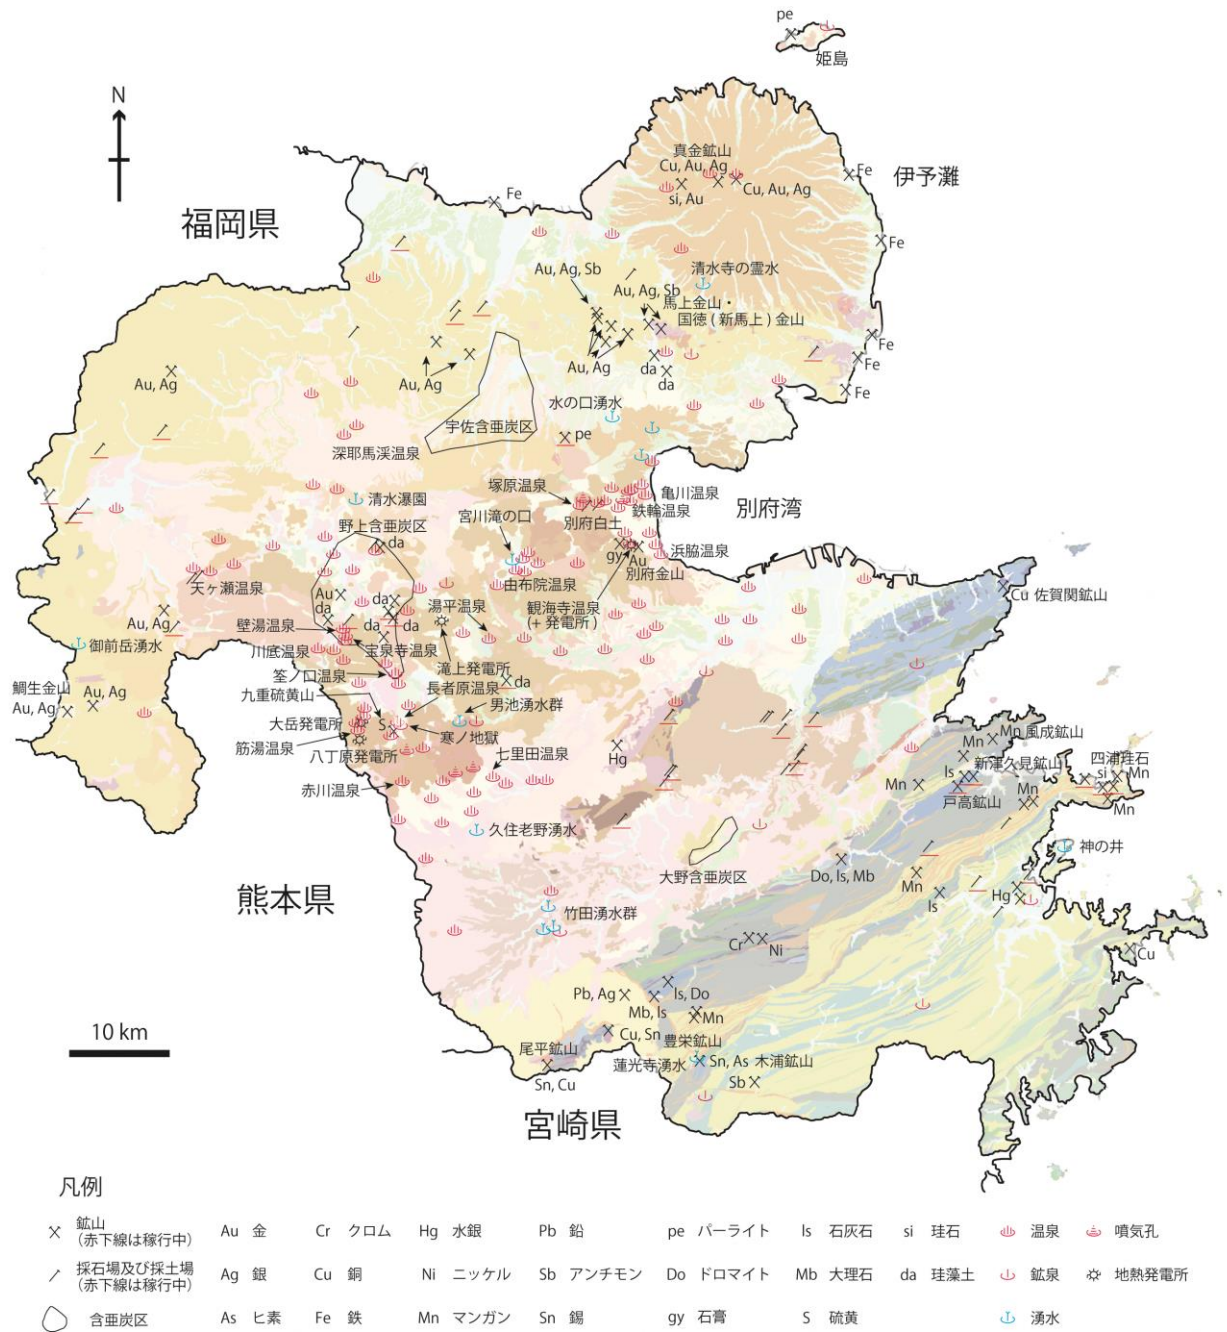 pe
姫島
N
真金鉱山
Cu, Au, Ag
Fe
伊予灘
Cu, Au, Ag
si, Au
Fe
福岡県
Fe
Au, Ag, Sb
清水寺の霊水
Au, Ag, Sb
馬上金山・
国徳 ( 新馬上 ) 金山
Fe
Fe
Au, Ag
Au, Ag
Au, Ag
da
da
Fe
水の口湧水
宇佐含亜炭区
pe
深耶馬渓温泉
塚原温泉
亀川温泉
清水瀑園
別府白土
鉄輪温泉
別府湾
宮川滝の口
野上含亜炭区
da
gy
Au
浜脇温泉
別府金山
天ヶ瀬温泉
由布院温泉
Au
da
da
湯平温泉
観海寺温泉
(+ 発電所 )
Cu 佐賀関鉱山
Au, Ag
壁湯温泉
da
da
御前岳湧水
川底温泉
宝泉寺温泉
滝上発電所
筌ノ口温泉
da
鯛生金山
Au, Ag
Au, Ag
九重硫黄山
長者原温泉
男池湧水群
大岳発電所
S
寒ノ地獄
筋湯温泉
八丁原発電所
七里田温泉
Hg
Mn
風成鉱山
赤川温泉
ls
新津久見鉱山
四浦珪石
si
Mn
Mn
戸高鉱山
Mn
Mn
久住老野湧水
神の井
大野含亜炭区
Do, ls, Mb
Mn
ls
Hg
熊本県
竹田湧水群
Cr
Ni
Cu
ls, Do
Pb, Ag
Mb, ls
Mn
10 km
Cu, Sn
尾平鉱山
豊栄鉱山
蓮光寺湧水
Sn, As
木浦鉱山
Sn, Cu
Sb
宮崎県
凡例
鉱山
(赤下線は稼行中)
Au 金 Cr クロム Hg 水銀 Pb 鉛 pe パーライト ls 石灰石 si 珪石 温泉 噴気孔
採石場及び採土場
(赤下線は稼行中)
Ag 銀 Cu 銅 Ni ニッケル Sb アンチモン Do ドロマイト Mb 大理石 da 珪藻土 鉱泉 地熱発電所
含亜炭区 As ヒ素 Fe 鉄 Mn マンガン Sn 錫 gy 石膏 S 硫黄 湧水